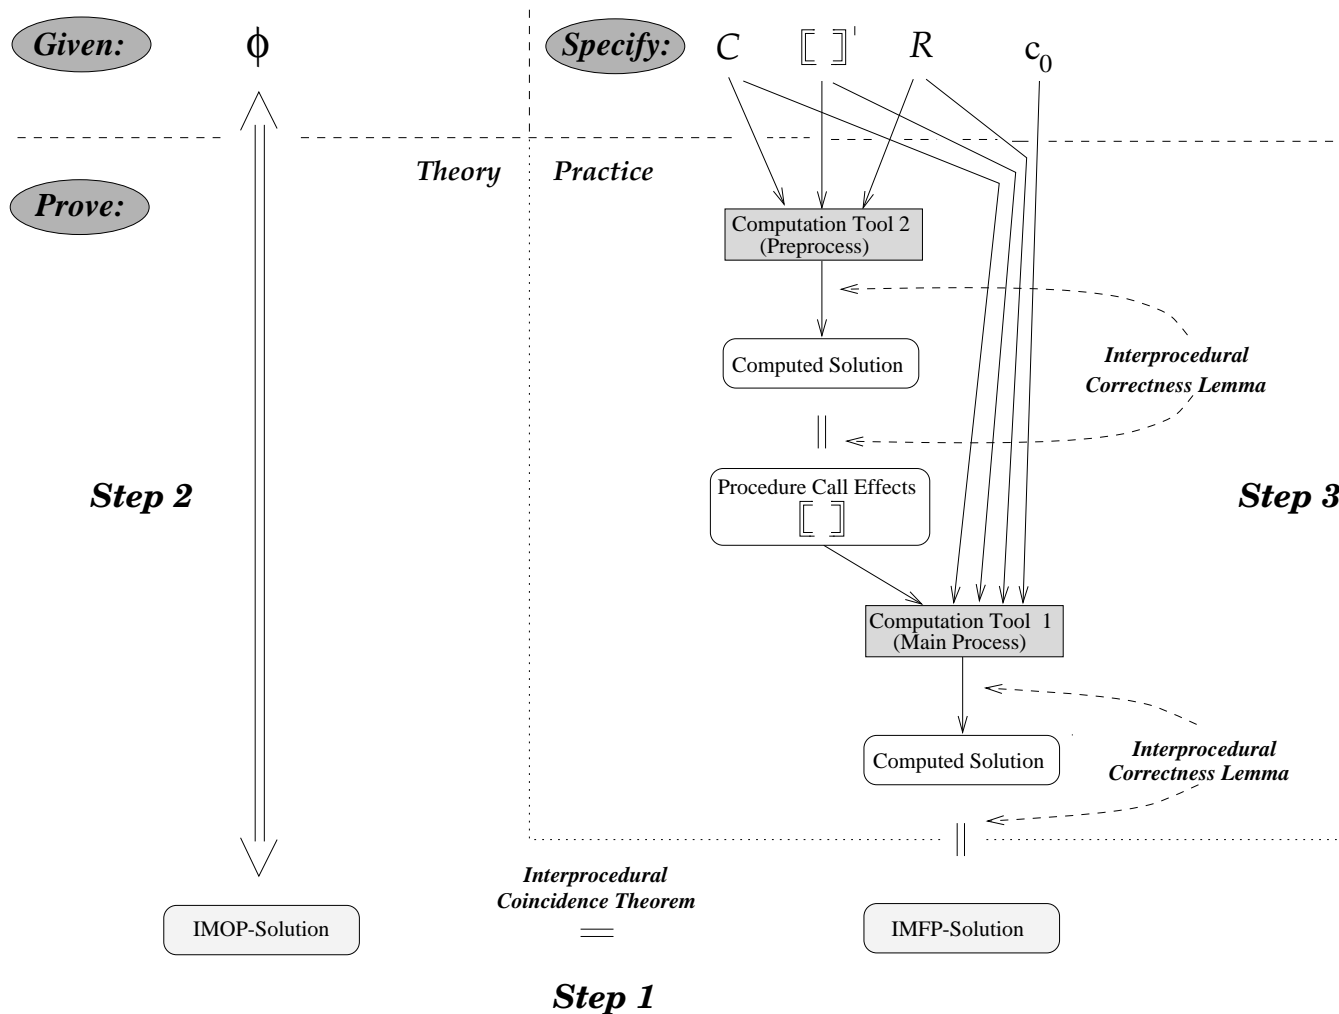 Given:
ϕ
Specify:
C
⟦ ⟧'
R
c₀
Theory
Practice
Prove:
Computation Tool 2
(Preprocess)
Computed Solution
Interprocedural
Correctness Lemma
Procedure Call Effects
⟦ ⟧
Step 2
Step 3
Computation Tool 1
(Main Process)
Computed Solution
Interprocedural
Correctness Lemma
Interprocedural
Coincidence Theorem
=
IMOP-Solution
IMFP-Solution
Step 1